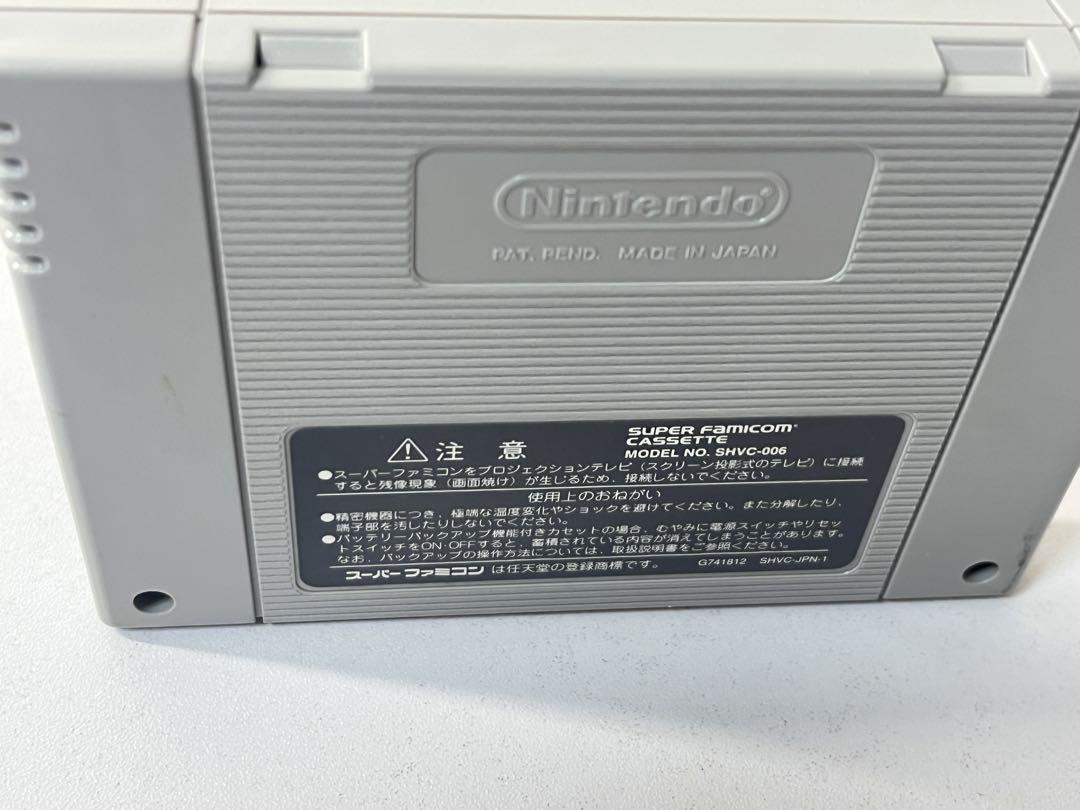 Nintendo®
PAT. PEND. MADE IN JAPAN
⚠注意
SUPER FAMICOM®
CASSETTE
MODEL NO. SHVC-006
●スーパーファミコンをプロジェクションテレビ(スクリーン投影式のテレビ)に接続
すると残像現象(画面焼け)が生じるため、接続しないでください。
使用上のおねがい
●精密機器につき、極端な温度変化やショックを避けてください。また分解したり、
端子部を汚したりしないでください。
●バッテリーバックアップ機能付きカセットの場合、むやみに電源スイッチやリセッ
トスイッチをON・OFFすると、蓄積されている内容が消えてしまうことがあります。
なお、バックアップの操作方法については、取扱説明書をご参照ください。
スーパーファミコンは任天堂の登録商標です。
G741812 SHVC-JPN-1